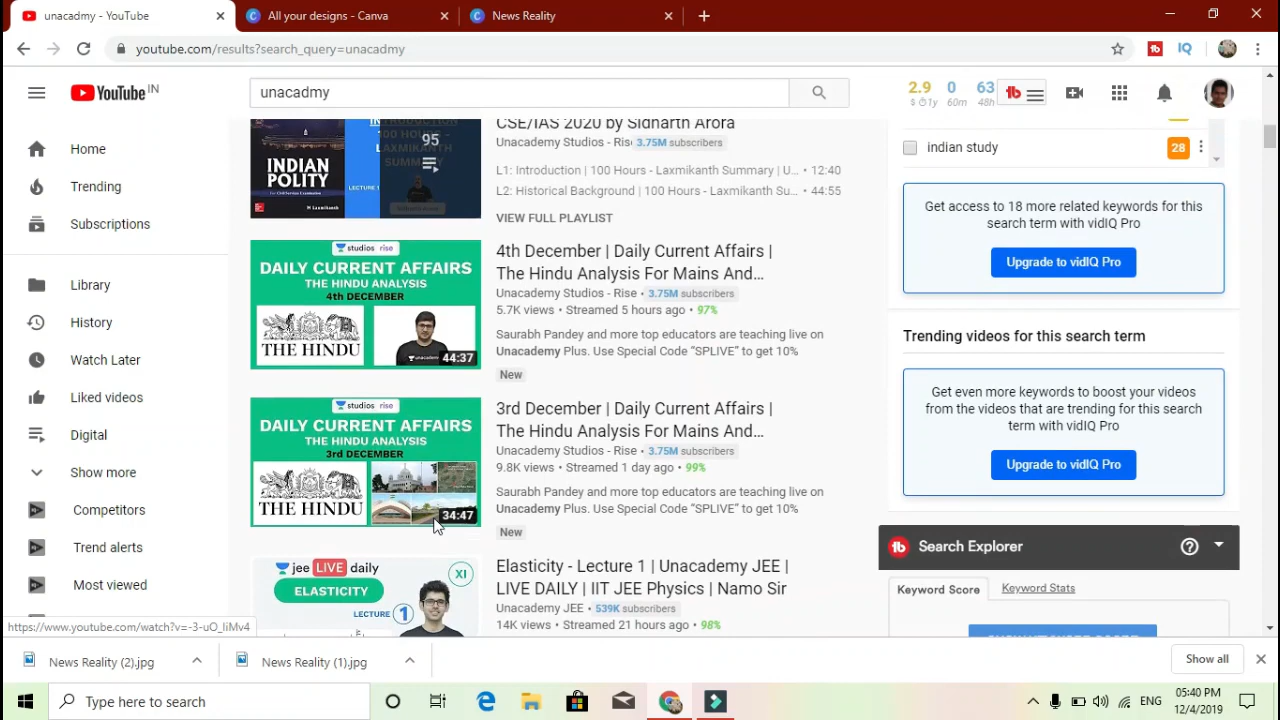 unacadmy - YouTube
All your designs - Canva
News Reality
youtube.com/results?search_query=unacadmy
YouTube IN
unacadmy
2.9 0 63
$ 1y 60m 48h
Home
Trending
Subscriptions
Library
History
Watch Later
Liked videos
Digital
Show more
Competitors
Trend alerts
Most viewed
INDIAN
POLITY
M Laxmikanth
100 HOURS -
LAXMIKANTH
SUMMARY
LECTURE 1
95
CSE/IAS 2020 by Sidharth Arora
Unacademy Studios - Rise 3.75M subscribers
L1: Introduction | 100 Hours - Laxmikanth Summary | U... • 12:40
L2: Historical Background | 100 Hours - Laxmikanth Su... • 44:55
VIEW FULL PLAYLIST
studios rise
DAILY CURRENT AFFAIRS
THE HINDU ANALYSIS
4th DECEMBER
THE HINDU
unacademy
44:37
4th December | Daily Current Affairs |
The Hindu Analysis For Mains And...
Unacademy Studios - Rise • 3.75M subscribers
5.7K views • Streamed 5 hours ago • 97%
Saurabh Pandey and more top educators are teaching live on
Unacademy Plus. Use Special Code “SPLIVE” to get 10%
New
studios rise
DAILY CURRENT AFFAIRS
THE HINDU ANALYSIS
3rd DECEMBER
THE HINDU
34:47
3rd December | Daily Current Affairs |
The Hindu Analysis For Mains And...
Unacademy Studios - Rise • 3.75M subscribers
9.8K views • Streamed 1 day ago • 99%
Saurabh Pandey and more top educators are teaching live on
Unacademy Plus. Use Special Code “SPLIVE” to get 10%
New
jee LIVE daily
XI
ELASTICITY
LECTURE 1
Elasticity - Lecture 1 | Unacademy JEE |
LIVE DAILY | IIT JEE Physics | Namo Sir
Unacademy JEE • 539K subscribers
14K views • Streamed 21 hours ago • 98%
indian study 28
Get access to 18 more related keywords for this
search term with vidIQ Pro
Upgrade to vidIQ Pro
Trending videos for this search term
Get even more keywords to boost your videos
from the videos that are trending for this search
term with vidIQ Pro
Upgrade to vidIQ Pro
Search Explorer
Keyword Score Keyword Stats
https://www.youtube.com/watch?v=-3-uO_liMv4
News Reality (2).jpg
News Reality (1).jpg
Show all
Type here to search
ENG
05:40 PM
12/4/2019